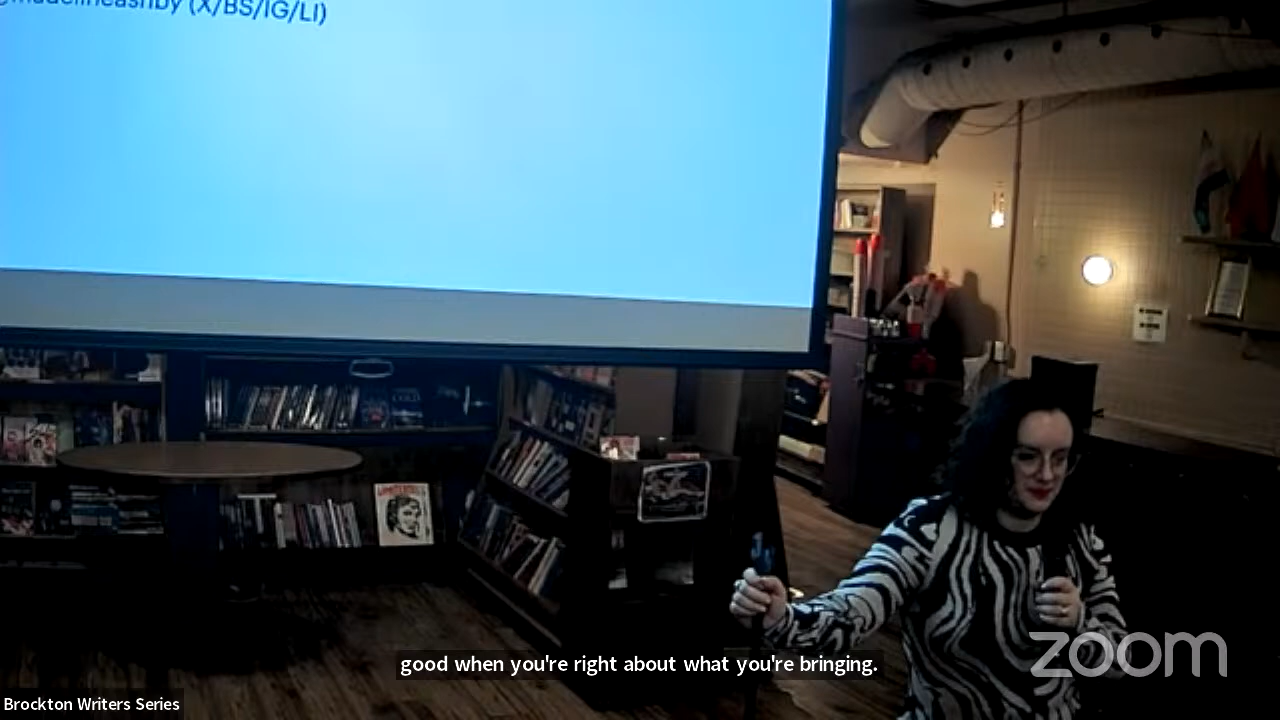 @madelineashby (X/BS/IG/LI)
good when you're right about what you're bringing.
zoom
Brockton Writers Series